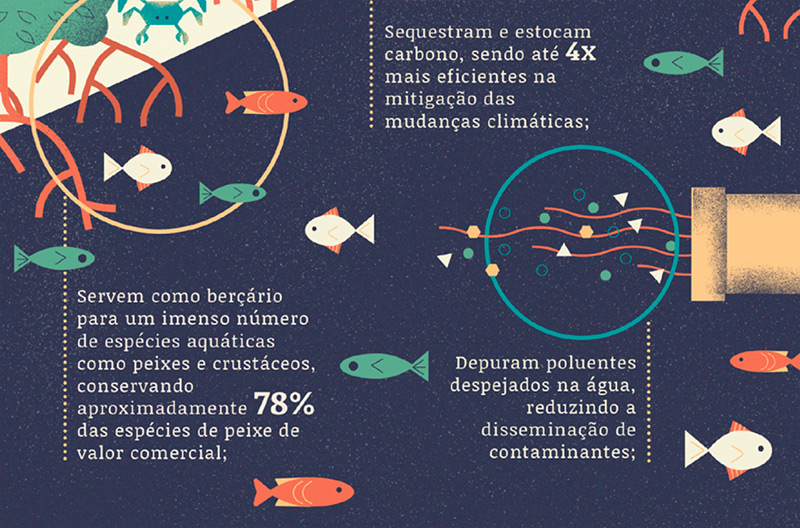 Sequestram e estocam
carbono, sendo até 4x
mais eficientes na
mitigação das
mudanças climáticas;
Servem como berçário
para um imenso número
de espécies aquáticas
como peixes e crustáceos,
conservando
aproximadamente 78%
das espécies de peixe de
valor comercial;
Depuram poluentes
despejados na água,
reduzindo a
disseminação de
contaminantes;